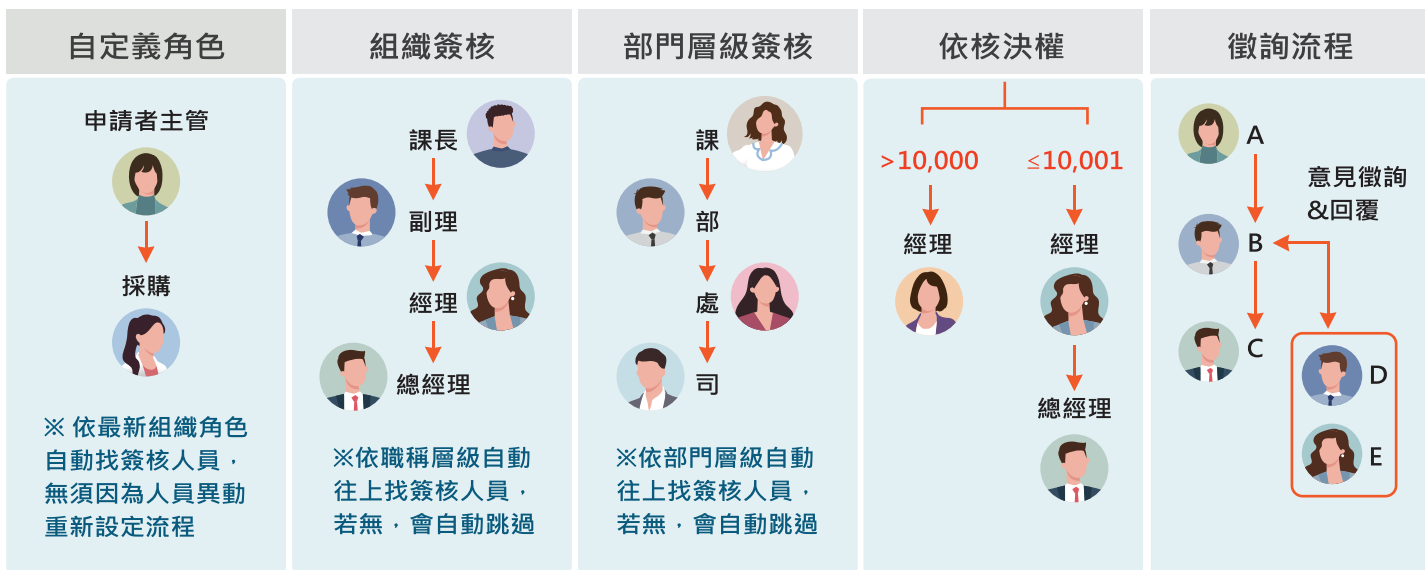 自定義角色
申請者主管
採購
※ 依最新組織角色
自動找簽核人員，
無須因為人員異動
重新設定流程
組織簽核
課長
副理
經理
總經理
※依職稱層級自動
往上找簽核人員，
若無，會自動跳過
部門層級簽核
課
部
處
司
※依部門層級自動
往上找簽核人員，
若無，會自動跳過
依核決權
>10,000
≤10,001
經理
經理
總經理
徵詢流程
A
意見徵詢
&回覆
B
C
D
E